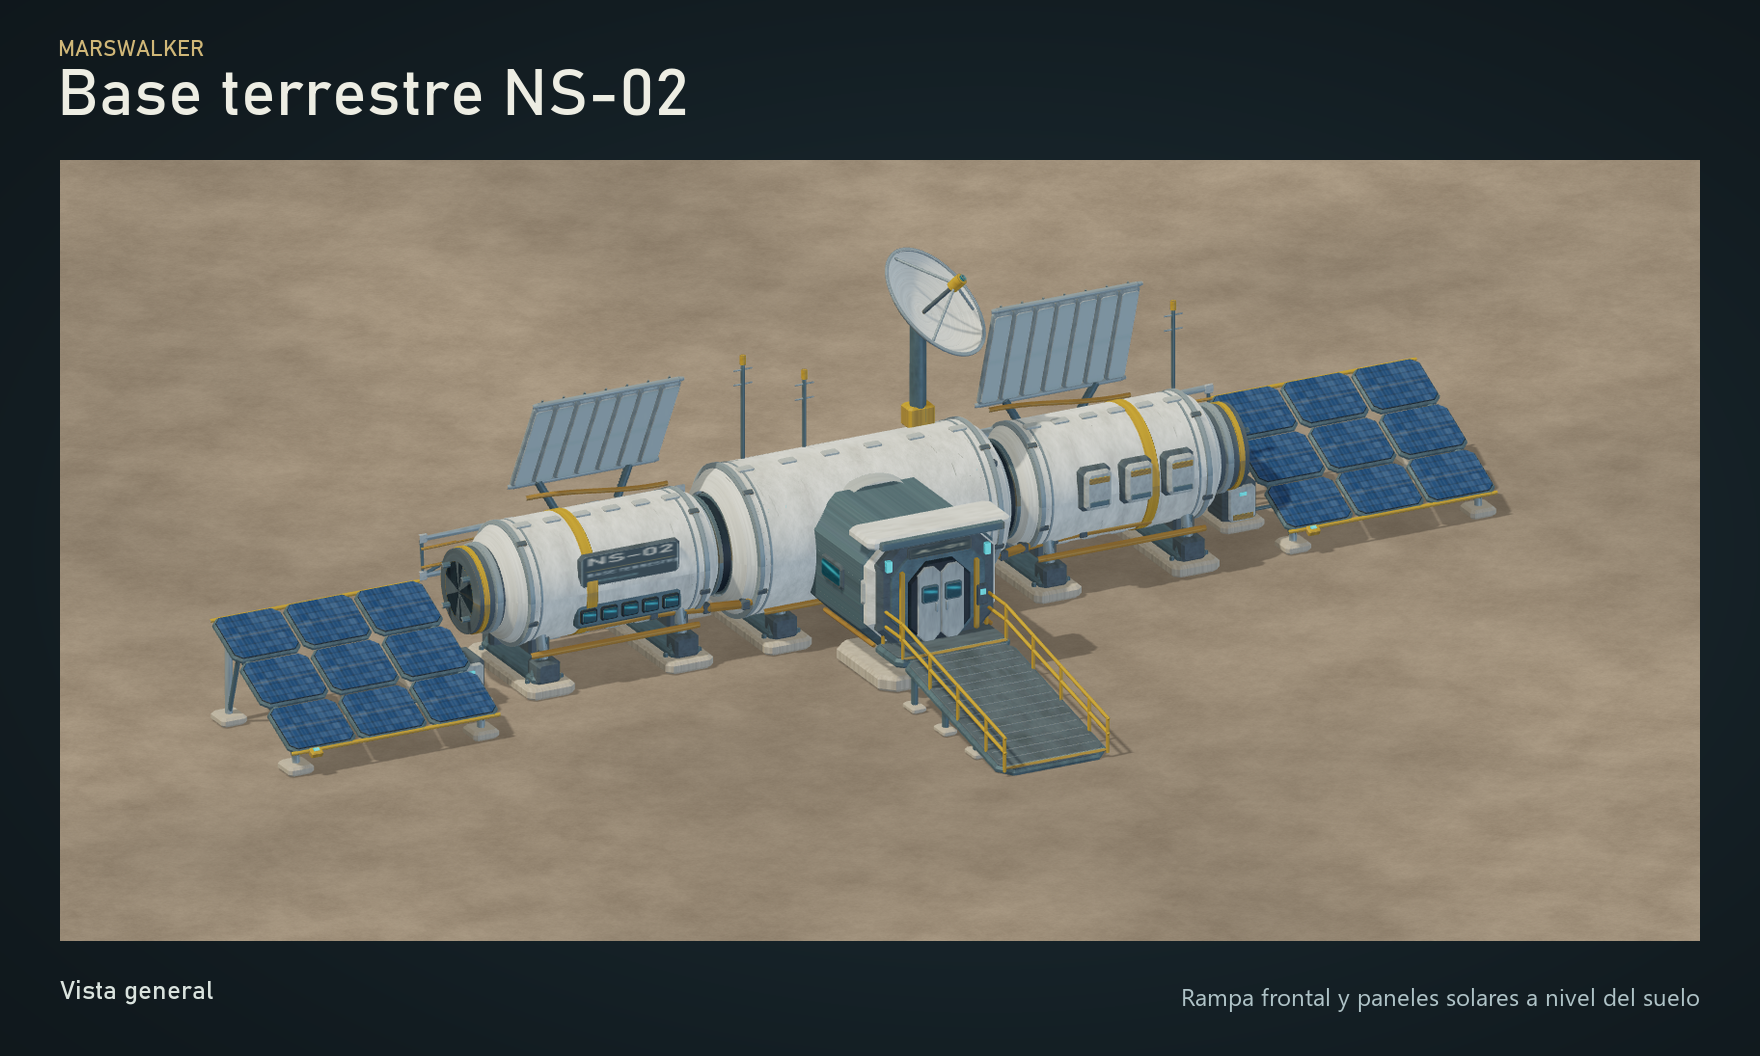 MARSWALKER
Base terrestre NS-02
NS-02
Vista general
Rampa frontal y paneles solares a nivel del suelo